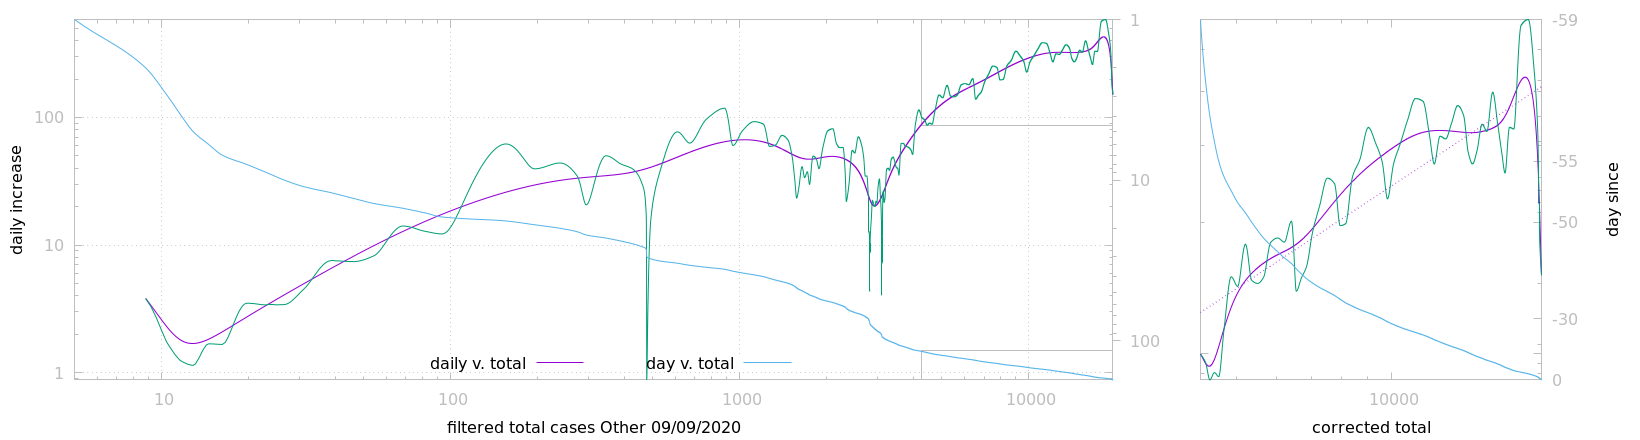 1
-59
100
daily increase
10
-55
day since
10
-50
-30
1
daily v. total
day v. total
100
0
10
100
1000
10000
10000
filtered total cases Other 09/09/2020
corrected total
1